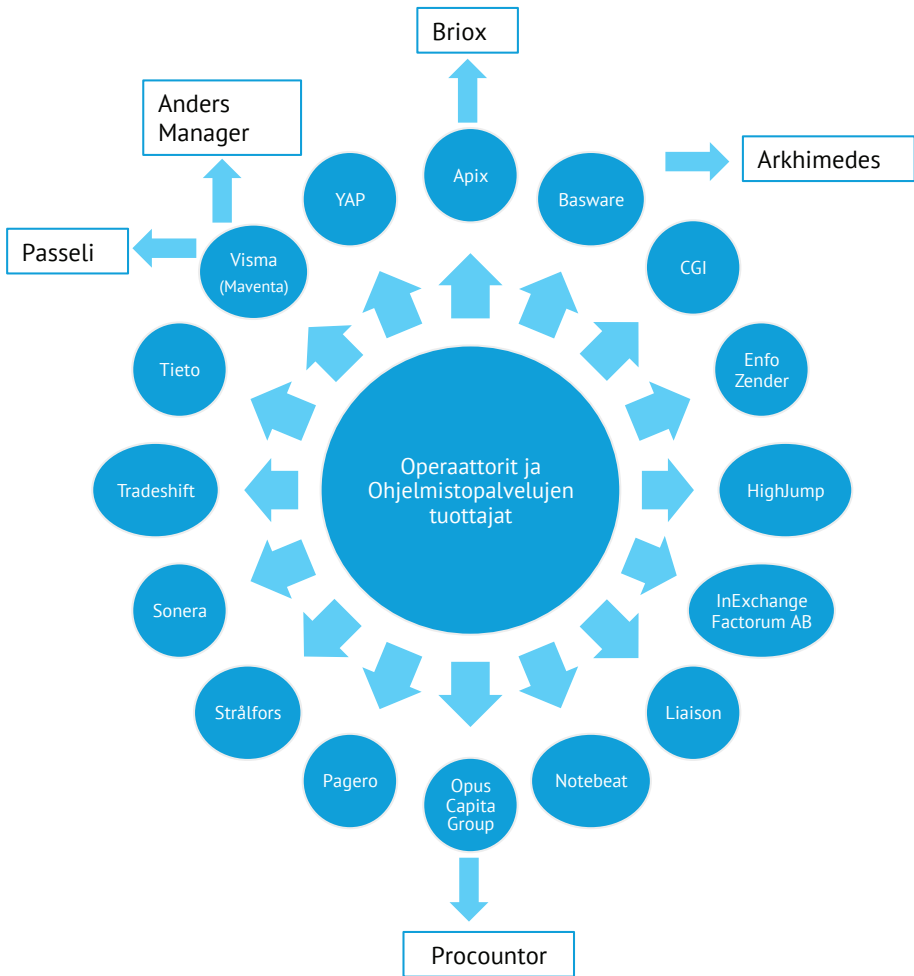 Briox
Anders
Manager
Arkhimedes
Passeli
Apix
YAP
Basware
Visma
(Maventa)
CGI
Tieto
Enfo
Zender
Operaattorit ja
Ohjelmistopalvelujen
tuottajat
Tradeshift
HighJump
Sonera
InExchange
Factorum AB
Strålfors
Liaison
Pagero
Opus
Capita
Group
Notebeat
Procountor